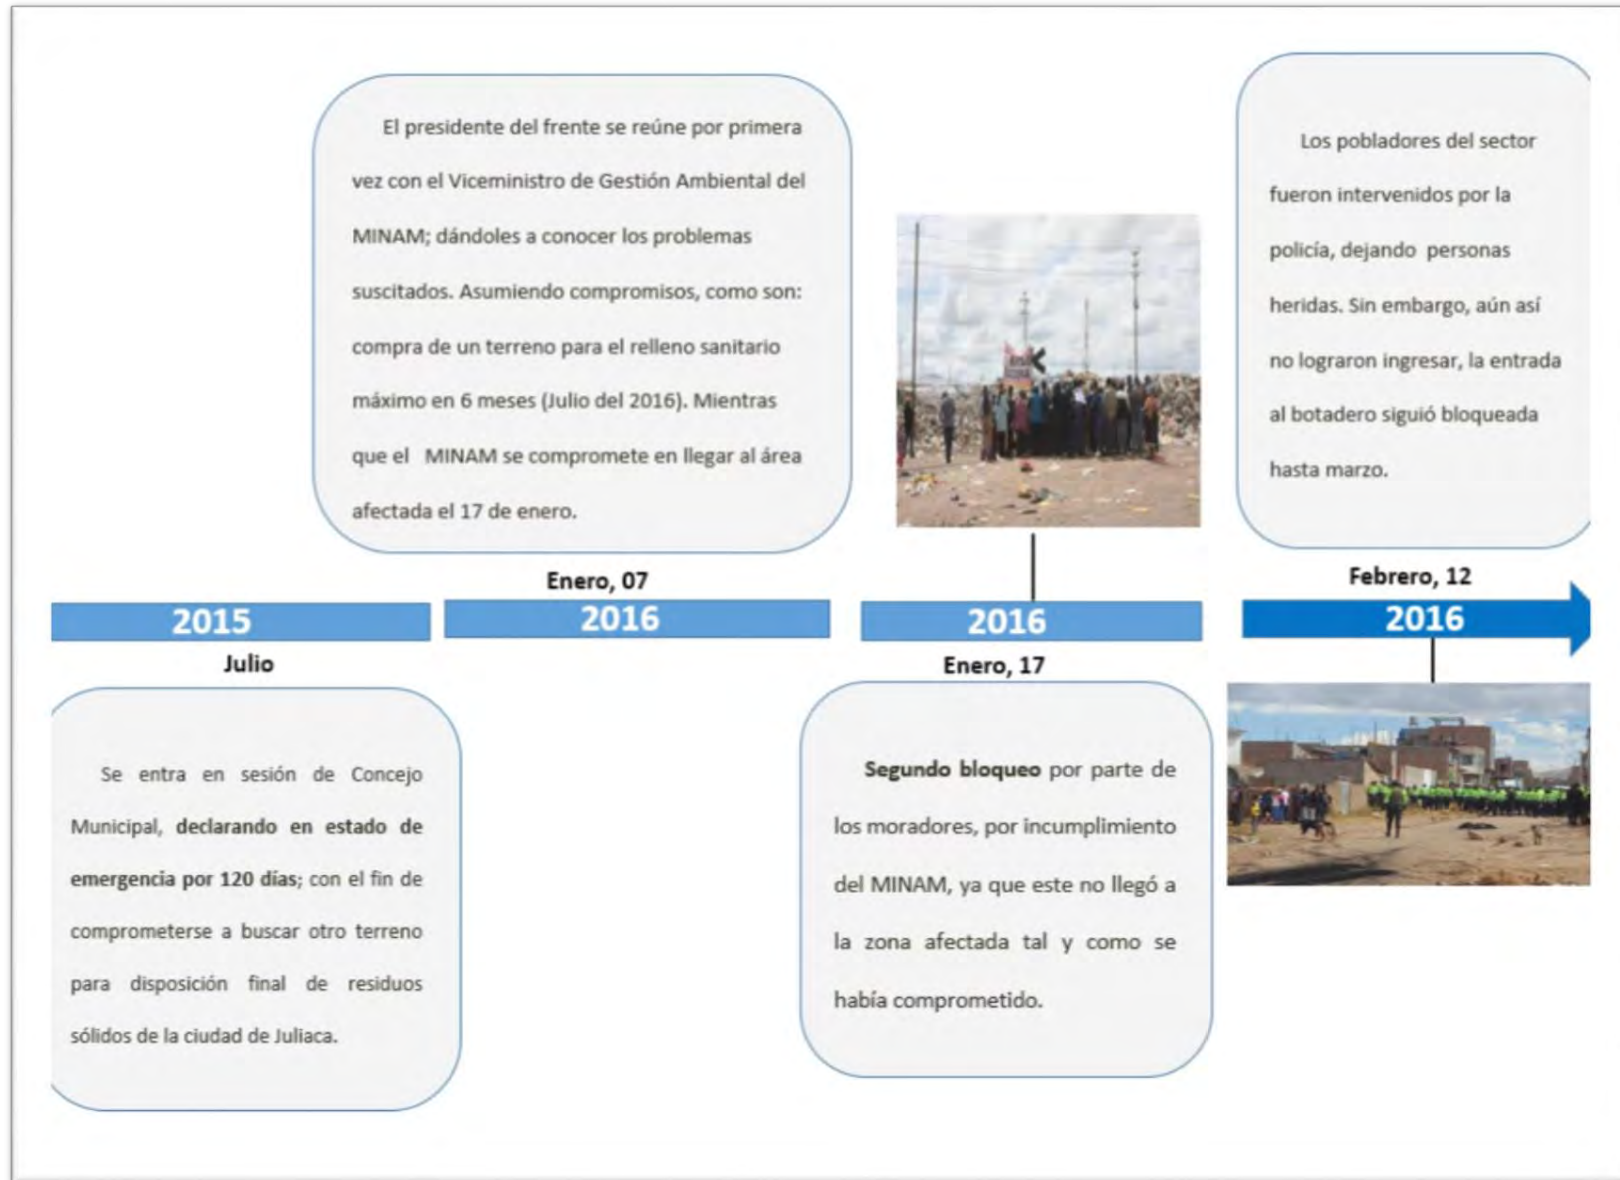 El presidente del frente se reúne por primera
vez con el Viceministro de Gestión Ambiental del
MINAM; dándoles a conocer los problemas
suscitados. Asumiendo compromisos, como son:
compra de un terreno para el relleno sanitario
máximo en 6 meses (Julio del 2016). Mientras
que el MINAM se compromete en llegar al área
afectada el 17 de enero.
Los pobladores del sector
fueron intervenidos por la
policía, dejando personas
heridas. Sin embargo, aún así
no lograron ingresar, la entrada
al botadero siguió bloqueada
hasta marzo.
Enero, 07
Febrero, 12
2015
2016
2016
2016
Julio
Enero, 17
Se entra en sesión de Concejo
Municipal, declarando en estado de
emergencia por 120 días; con el fin de
comprometerse a buscar otro terreno
para disposición final de residuos
sólidos de la ciudad de Juliaca.
Segundo bloqueo por parte de
los moradores, por incumplimiento
del MINAM, ya que este no llegó a
la zona afectada tal y como se
había comprometido.